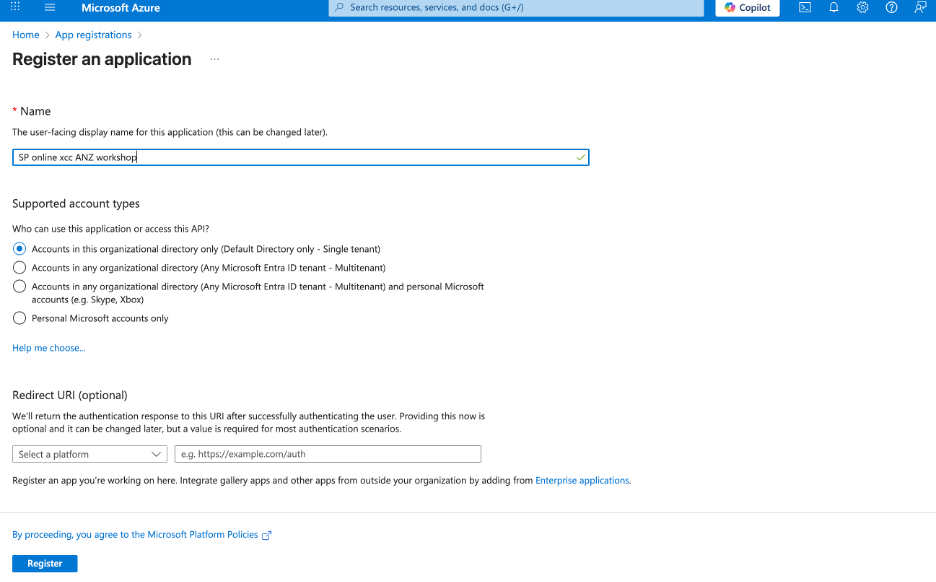 Microsoft Azure
Search resources, services, and docs (G+/)
Copilot
Home > App registrations >
Register an application ...
* Name
The user-facing display name for this application (this can be changed later).
SP online xcc ANZ workshop
Supported account types
Who can use this application or access this API?
Accounts in this organizational directory only (Default Directory only - Single tenant)
Accounts in any organizational directory (Any Microsoft Entra ID tenant - Multitenant)
Accounts in any organizational directory (Any Microsoft Entra ID tenant - Multitenant) and personal Microsoft
accounts (e.g. Skype, Xbox)
Personal Microsoft accounts only
Help me choose...
Redirect URI (optional)
We'll return the authentication response to this URI after successfully authenticating the user. Providing this now is
optional and it can be changed later, but a value is required for most authentication scenarios.
Select a platform
e.g. https://example.com/auth
Register an app you're working on here. Integrate gallery apps and other apps from outside your organization by adding from Enterprise applications.
By proceeding, you agree to the Microsoft Platform Policies
Register